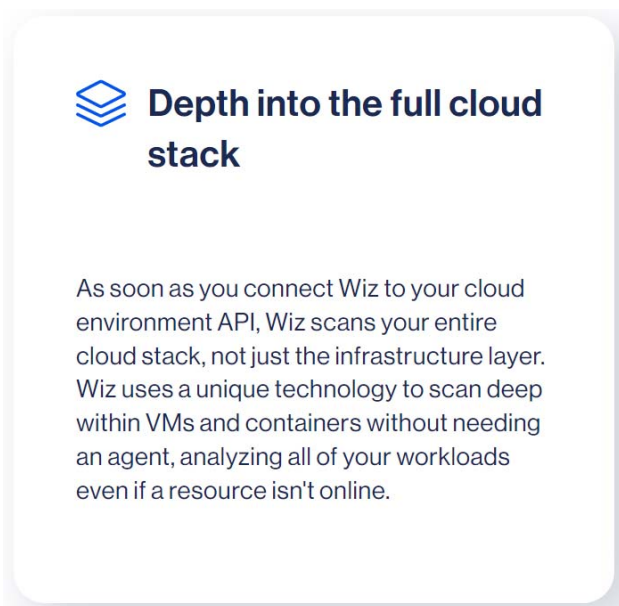 Depth into the full cloud
stack
As soon as you connect Wiz to your cloud
environment API, Wiz scans your entire
cloud stack, not just the infrastructure layer.
Wiz uses a unique technology to scan deep
within VMs and containers without needing
an agent, analyzing all of your workloads
even if a resource isn't online.